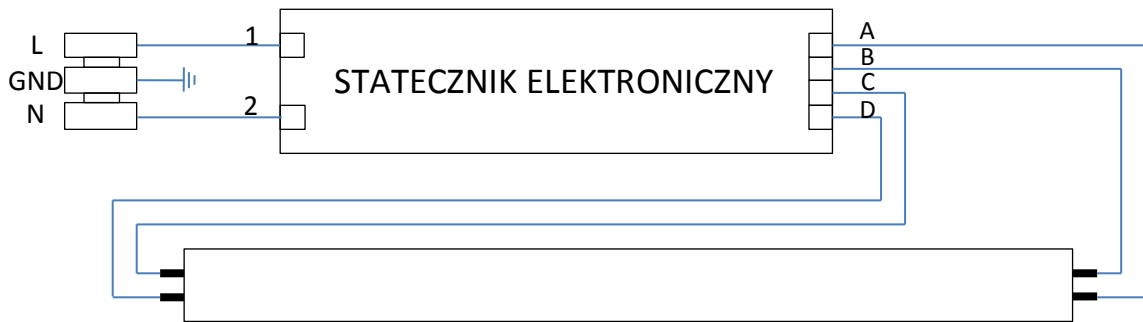 L
GND
N
1
2
STATECZNIK ELEKTRONICZNY
A
B
C
D